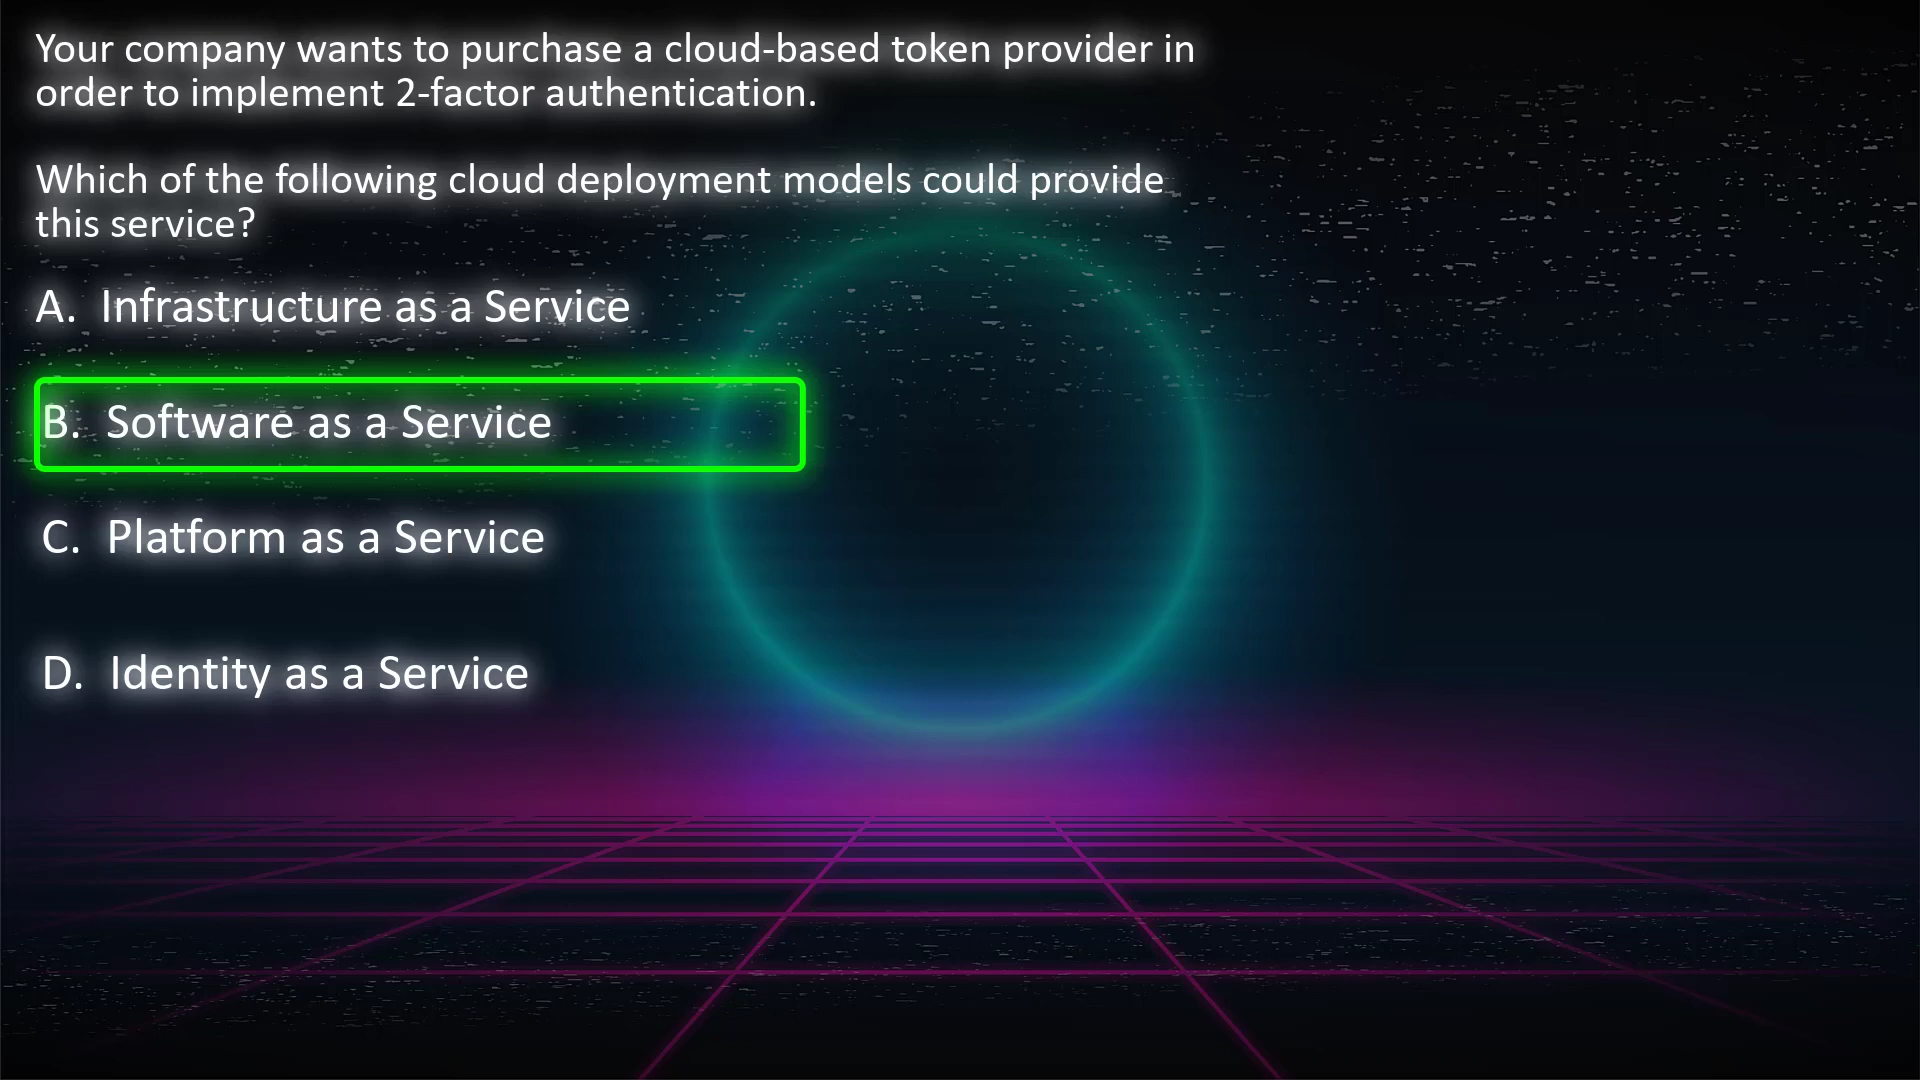 Your company wants to purchase a cloud-based token provider in
order to implement 2-factor authentication.
Which of the following cloud deployment models could provide
this service?
A. Infrastructure as a Service
B. Software as a Service
C. Platform as a Service
D. Identity as a Service